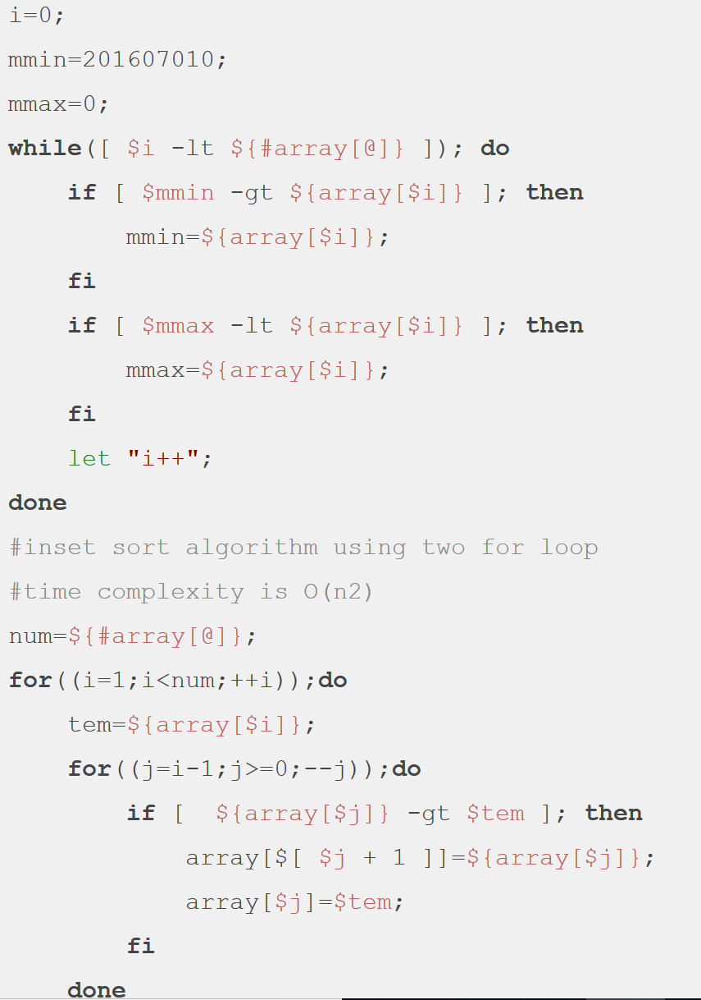 i=0;
mmin=201607010;
mmax=0;
while([ $i -lt ${#array[@]} ]); do
    if [ $mmin -gt ${array[$i]} ]; then
        mmin=${array[$i]};
    fi
    if [ $mmax -lt ${array[$i]} ]; then
        mmax=${array[$i]};
    fi
    let "i++";
done
#inset sort algorithm using two for loop
#time complexity is O(n2)
num=${#array[@]};
for((i=1;i<num;++i));do
    tem=${array[$i]};
    for((j=i-1;j>=0;--j));do
        if [  ${array[$j]} -gt $tem ]; then
            array[$[ $j + 1 ]]=${array[$j]};
            array[$j]=$tem;
        fi
    done